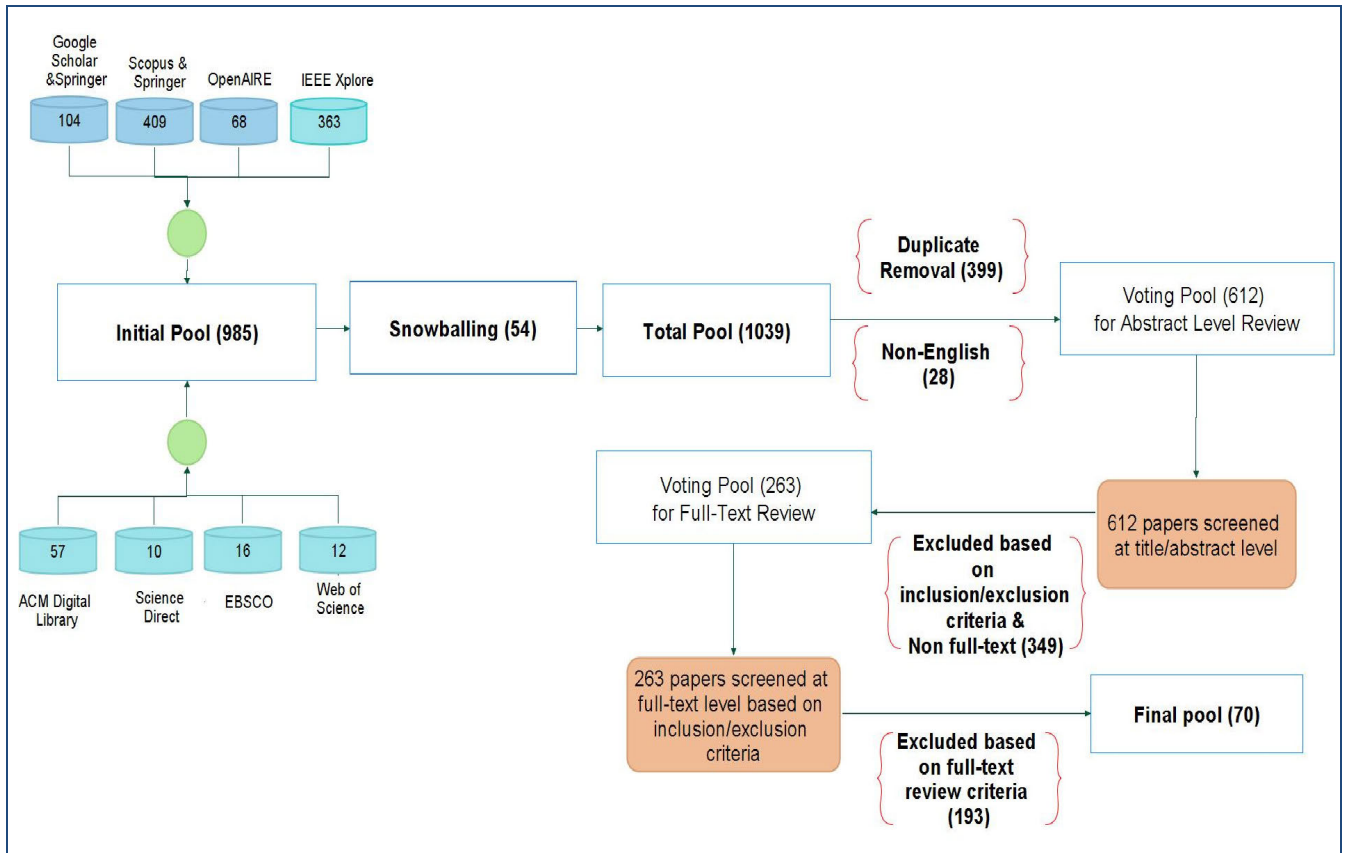 Google
Scholar
&Springer
Scopus &
Springer
OpenAIRE
IEEE Xplore
104
409
68
363
Initial Pool (985)
Snowballing (54)
Total Pool (1039)
Duplicate
Removal (399)
Non-English
(28)
Voting Pool (612)
for Abstract Level Review
57
10
16
12
ACM Digital
Library
Science
Direct
EBSCO
Web of
Science
612 papers screened
at title/abstract level
Excluded based
on
inclusion/exclusion
criteria &
Non full-text (349)
Voting Pool (263)
for Full-Text Review
263 papers screened at
full-text level based on
inclusion/exclusion
criteria
Excluded based
on full-text
review criteria
(193)
Final pool (70)